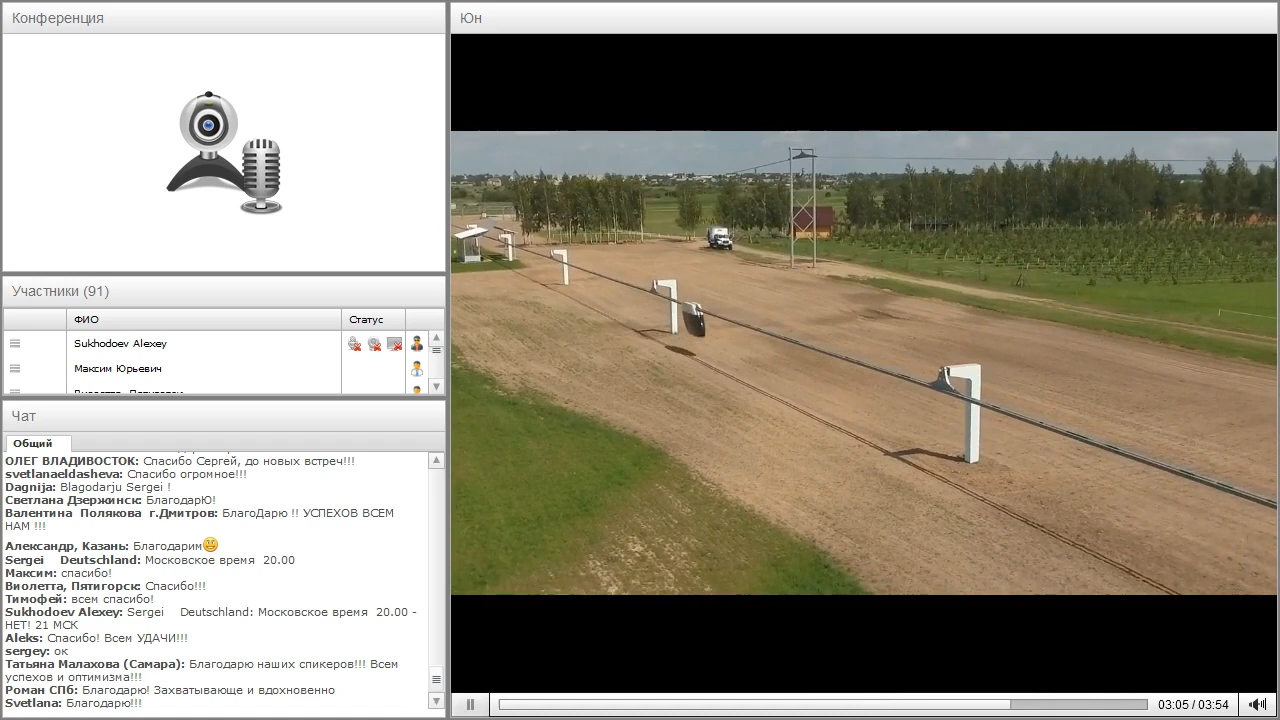 Конференция
Участники (91)
ФИО
Статус
Sukhodoev Alexey
Максим Юрьевич
Чат
Общий
ОЛЕГ ВЛАДИВОСТОК: Спасибо Сергей, до новых встреч!!!
svetlanaeldasheva: Спасибо огромное!!!
Dagnija: Blagodarju Sergei !
Светлана Дзержинск: БлагодарЮ!
Валентина Полякова г.Дмитров: БлагоДарю !! УСПЕХОВ ВСЕМ
НАМ !!!
Александр, Казань: Благодарим
Sergei Deutschland: Московское время 20.00
Максим: спасибо!
Виолетта, Пятигорск: Спасибо!!!
Тимофей: всем ссибо!
Sukhodoev Alexey: Sergei Deutschland: Московское время 20.00 -
НЕТ! 21 МСК
Aleks: Спасибо! Всем УДАЧИ!!!
sergey: ок
Татьяна Малахова (Самара): Благодарю наших спикеров!!! Всем
успехов и оптимизма!!!
Роман СПб: Благодарю! Захватывающе и вдохновенно
Svetlana: Благодарю!!!
Юн
03:05 / 03:54